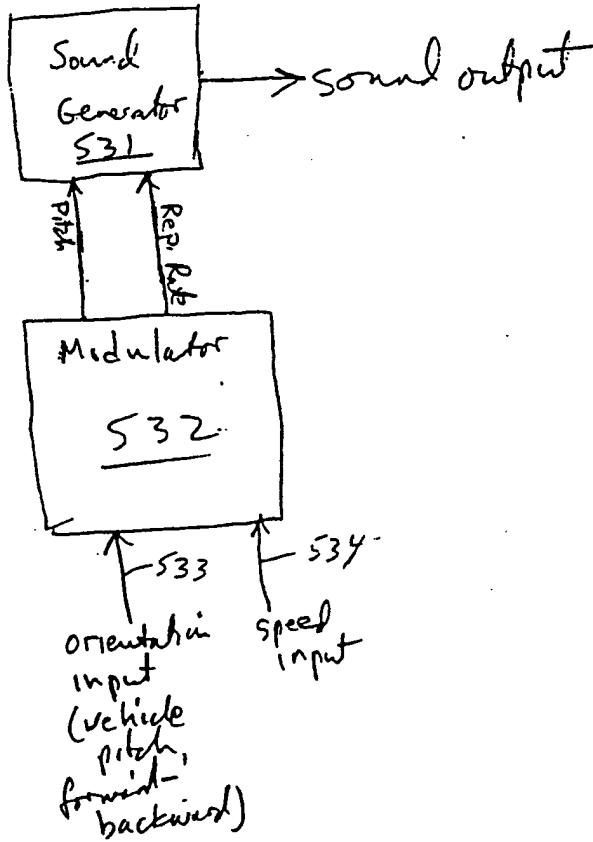 Sound
Generator
531
sound output
Pitch
Rep. Rate
Modulator
532
533
534
orientation
input
(vehicle
pitch,
forward-
backward)
speed
input